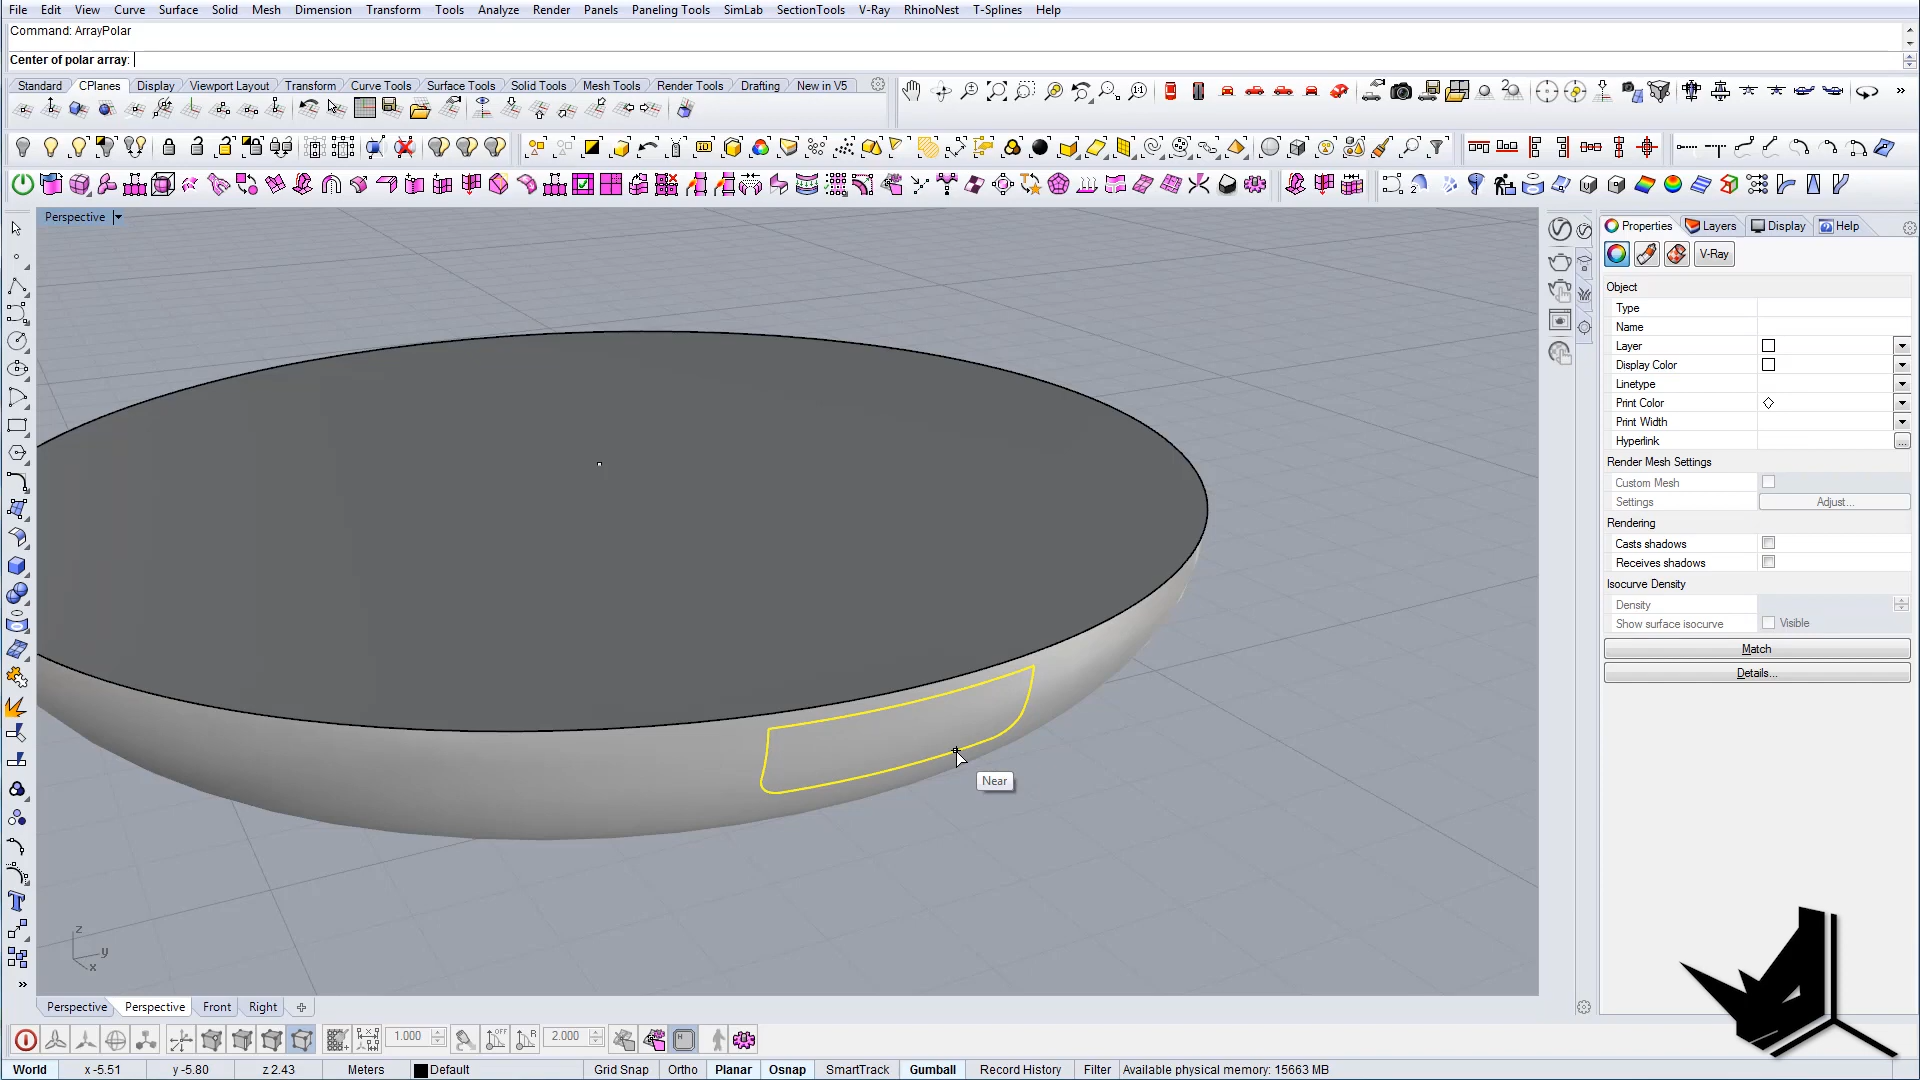 File Edit View Curve Surface Solid Mesh Dimension Transform Tools Analyze Render Panels Paneling Tools SimLab SectionTools V-Ray RhinoNest T-Splines Help
Command: ArrayPolar
Center of polar array:
Standard CPlanes Display Viewport Layout Transform Curve Tools Surface Tools Solid Tools Mesh Tools Render Tools Drafting New in V5
Perspective
Properties Layers Display Help
V-Ray
Object
Type
Name
Layer
Display Color
Linetype
Print Color
Print Width
Hyperlink
...
Render Mesh Settings
Custom Mesh
Settings Adjust...
Rendering
Casts shadows
Receives shadows
Isocurve Density
Density
Show surface isocurve Visible
Match
Details...
Near
z
y
x
Perspective Perspective Front Right
1.000 2.000
World x -5.51 y -5.80 z 2.43 Meters Default Grid Snap Ortho Planar Osnap SmartTrack Gumball Record History Filter Available physical memory: 15663 MB